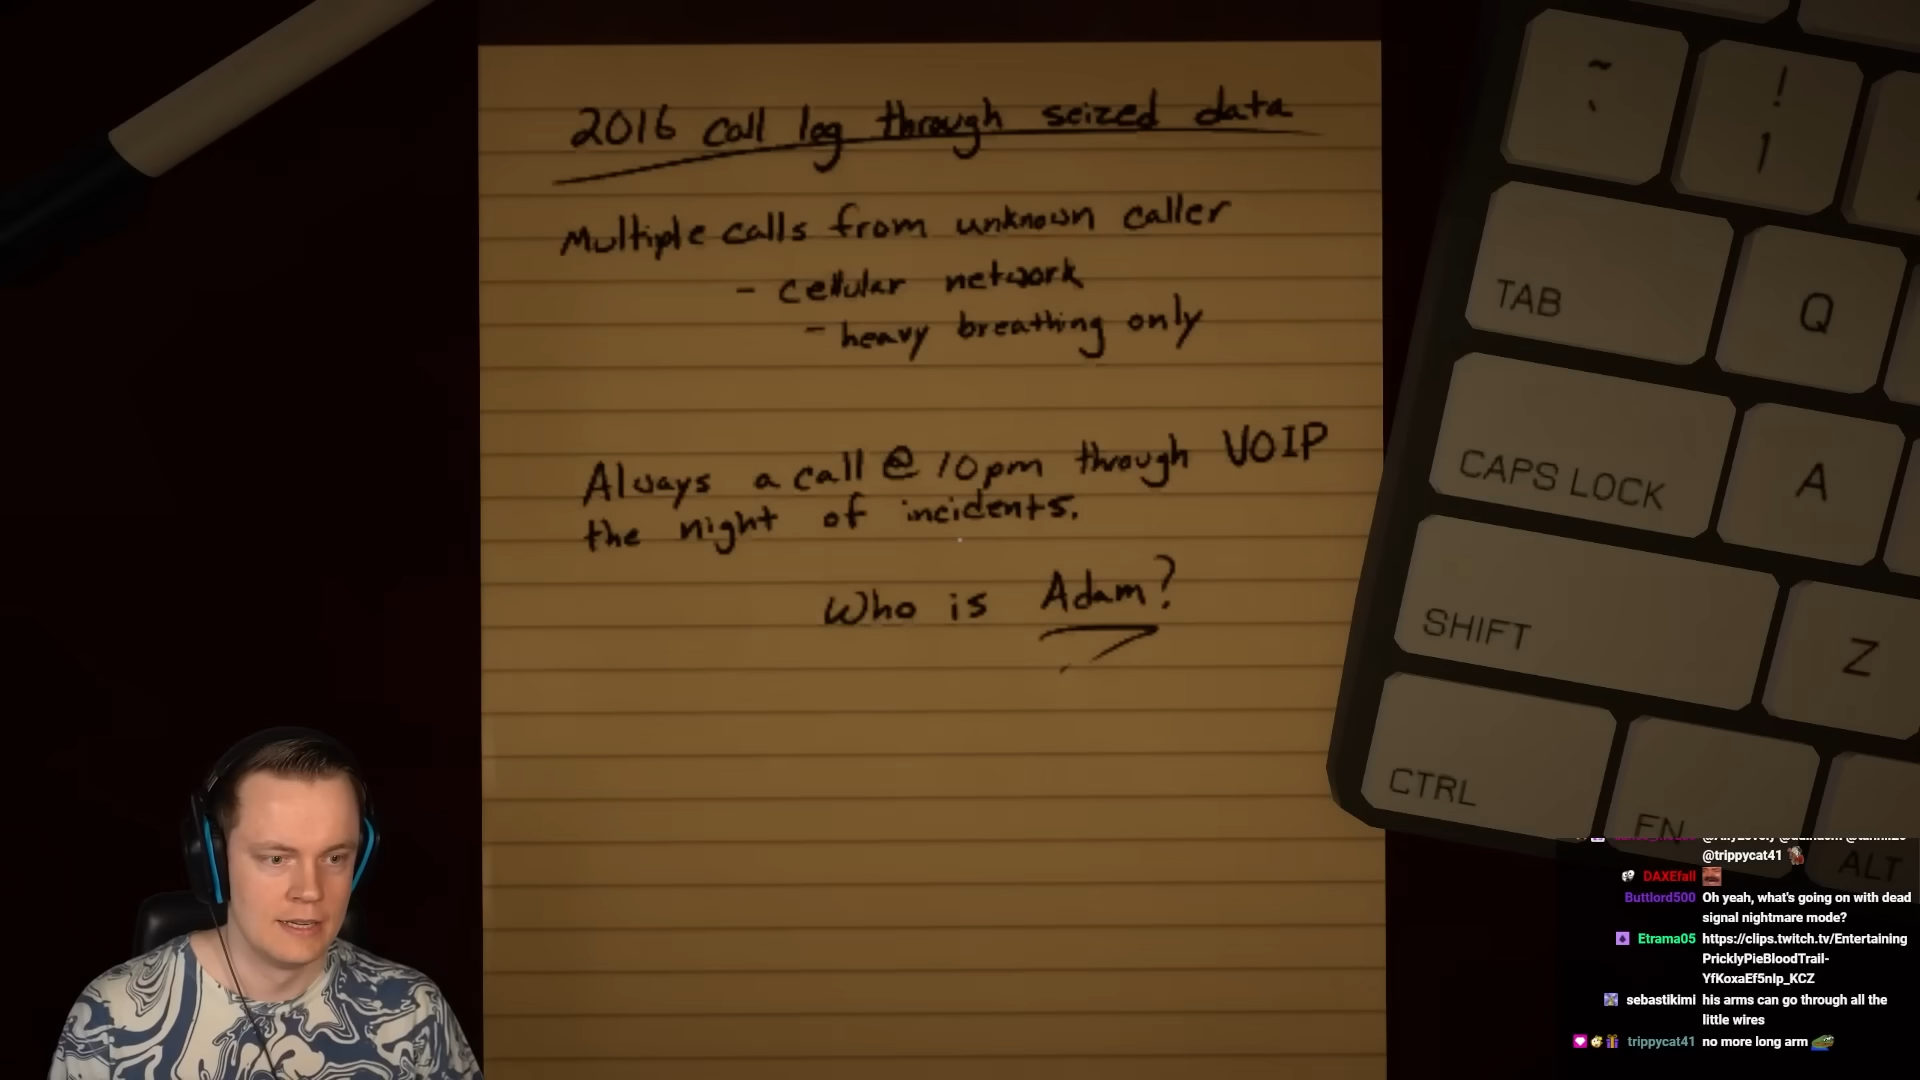 2016 call log through seized data
Multiple calls from unknown caller
- cellular network
- heavy breathing only
Always a call @ 10pm through VOIP
the night of incidents.
Who is Adam?
~
`
!
1
TAB
Q
CAPS LOCK
A
SHIFT
Z
CTRL
FN
ALT
@trippycat41
DAXEfall
Buttlord500 Oh yeah, what's going on with dead
signal nightmare mode?
Etrama05 https://clips.twitch.tv/Entertaining
PricklyPieBloodTrail-
YfKoxaEf5nIp_KCZ
sebastikimi his arms can go through all the
little wires
trippycat41 no more long arm